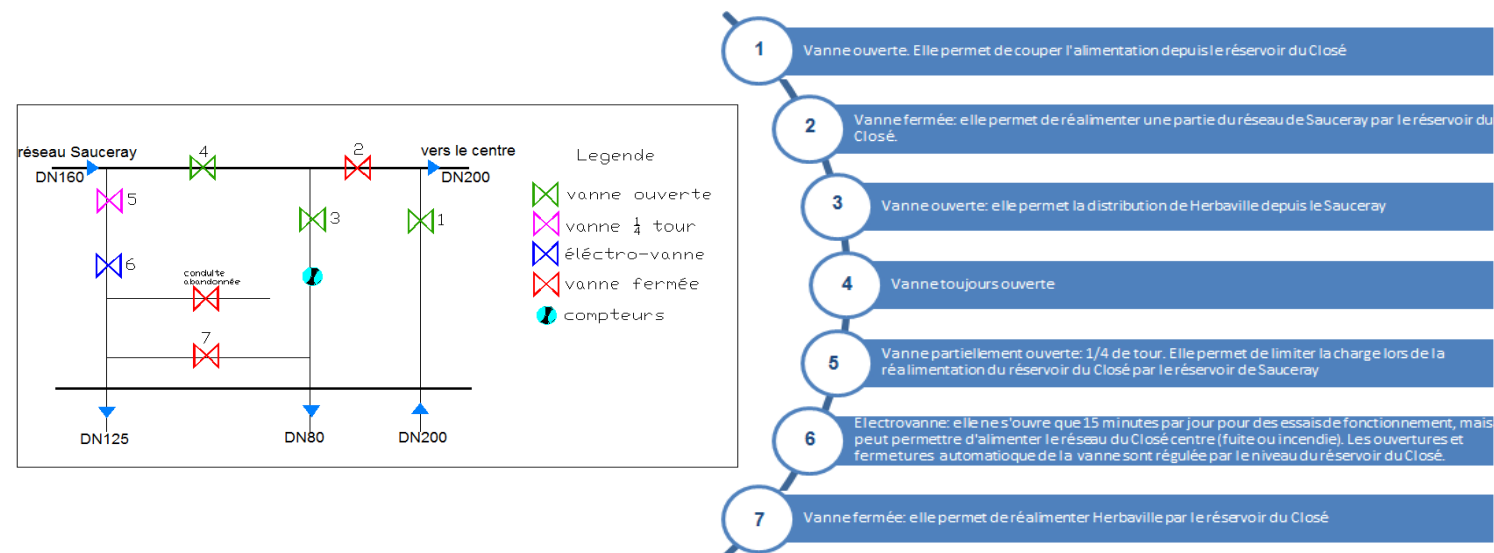 réseau Sauceray
DN160
4
2
vers le centre
DN200
5
3
1
6
conduite
abandonnée
7
DN125
DN80
DN200
Legende
vanne ouverte
vanne 1/4 tour
éléctro-vanne
vanne fermée
compteurs
1
Vanne ouverte. Elle permet de couper l'alimentation depuis le réservoir du Closé
2
Vanne fermée: elle permet de réalimenter une partie du réseau de Sauceray par le réservoir du
Closé.
3
Vanne ouverte: elle permet la distribution de Herbaville depuis le Sauceray
4
Vanne toujours ouverte
5
Vanne partiellement ouverte: 1/4 de tour. Elle permet de limiter la charge lors de la
réalimentation du réservoir du Closé par le réservoir de Sauceray
6
Electrovanne: elle ne s'ouvre que 15 minutes par jour pour des essais de fonctionnement, mais
peut permettre d'alimenter le réseau du Closé centre (fuite ou incendie). Les ouvertures et
fermetures automatioque de la vanne sont régulée par le niveau du réservoir du Closé.
7
Vanne fermée: elle permet de réalimenter Herbaville par le réservoir du Closé